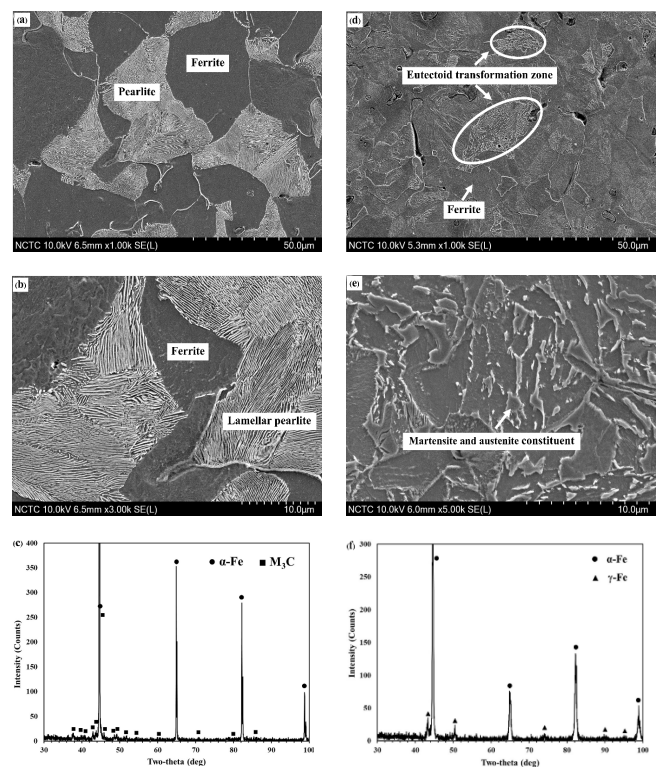 (a)
Ferrite
Pearlite
NCTC 10.0kV 6.5mm x1.00k SE(L) 50.0μm
(d)
Eutectoid transformation zone
Ferrite
NCTC 10.0kV 5.3mm x1.00k SE(L) 50.0μm
(b)
Ferrite
Lamellar pearlite
NCTC 10.0kV 6.5mm x3.00k SE(L) 10.0μm
(e)
Martensite and austenite constituent
NCTC 10.0kV 6.0mm x5.00k SE(L) 10.0μm
(c)
α-Fe M3C
400
350
300
250
200
150
100
50
0
Intensity (Counts)
30 40 50 60 70 80 90 100
Two-theta (deg)
(f)
α-Fe
γ-Fe
300
250
200
150
100
50
0
Intensity (Counts)
30 40 50 60 70 80 90 100
Two-theta (deg)